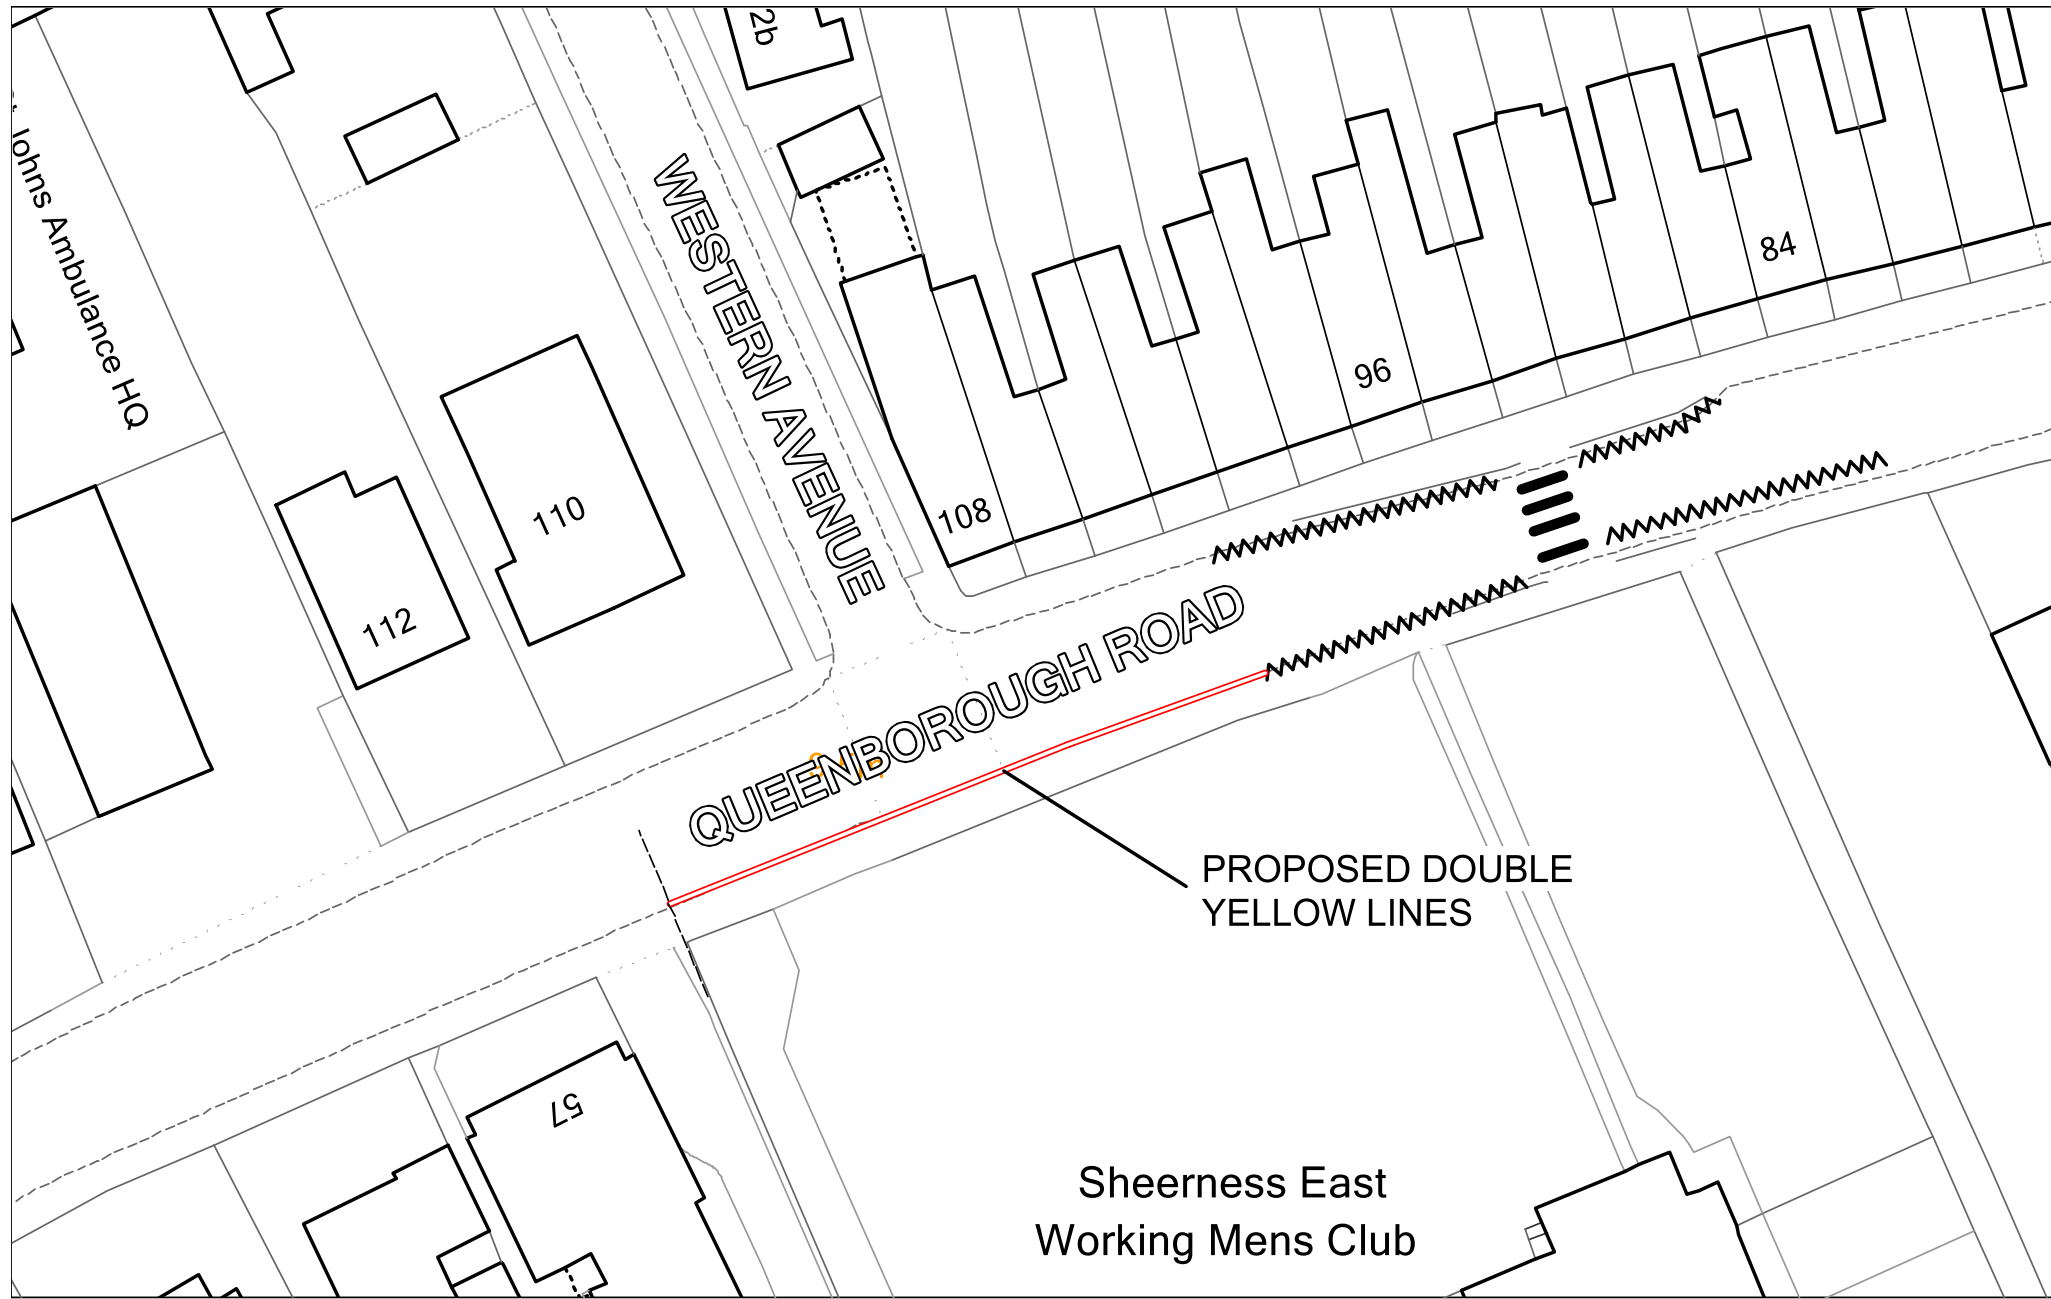 2b
Johns Ambulance HQ
WESTERN AVENUE
84
96
108
110
112
QUEENBOROUGH ROAD
PROPOSED DOUBLE
YELLOW LINES
57
Sheerness East
Working Mens Club